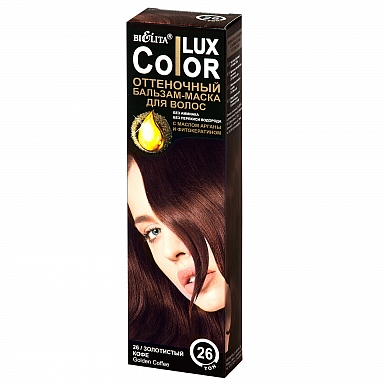 BIELITA
LUX
COLOR
ОТТЕНОЧНЫЙ
БАЛЬЗАМ-МАСКА
ДЛЯ ВОЛОС
БЕЗ АММИАКА
БЕЗ ПЕРЕКИСИ ВОДОРОДА
С МАСЛОМ АРГАНЫ
И ФИТОКЕРАТИНОМ
26 / ЗОЛОТИСТЫЙ
КОФЕ
Golden Coffee
26
ТОН